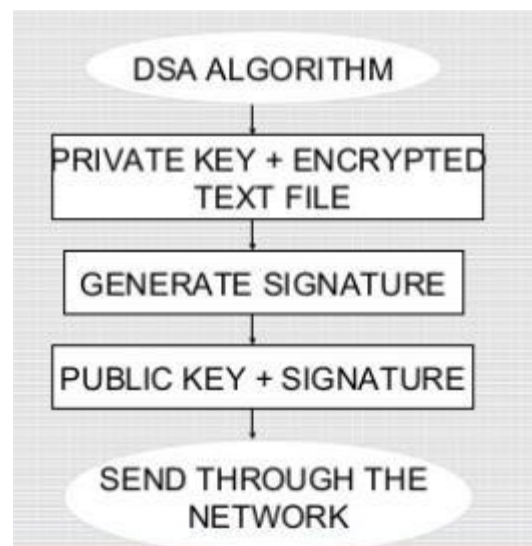 DSA ALGORITHM
PRIVATE KEY + ENCRYPTED
TEXT FILE
GENERATE SIGNATURE
PUBLIC KEY + SIGNATURE
SEND THROUGH THE
NETWORK